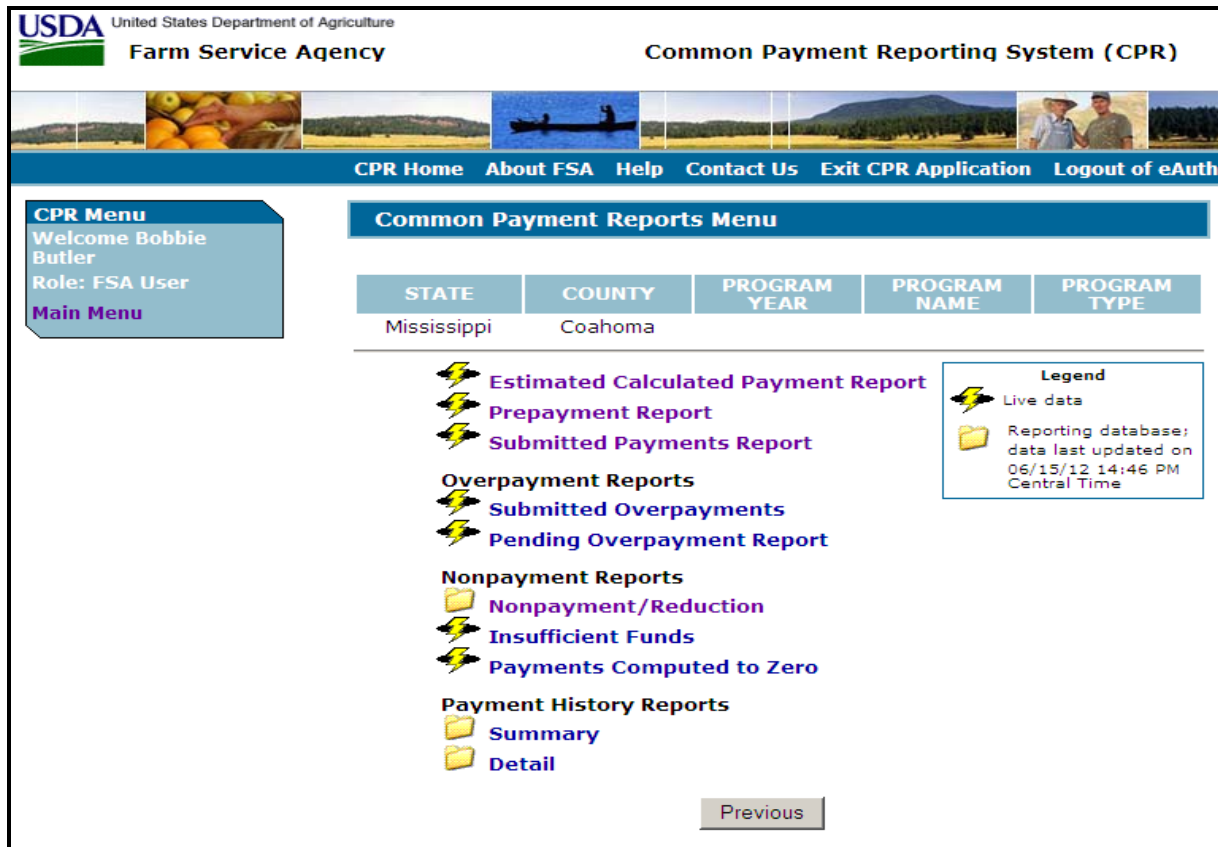 USDA United States Department of Agriculture
Farm Service Agency
Common Payment Reporting System (CPR)
CPR Home About FSA Help Contact Us Exit CPR Application Logout of eAuth
CPR Menu
Welcome Bobbie
Butler
Role: FSA User
Main Menu
Common Payment Reports Menu
STATE COUNTY PROGRAM YEAR PROGRAM NAME PROGRAM TYPE
Mississippi Coahoma
Estimated Calculated Payment Report
Prepayment Report
Submitted Payments Report
Overpayment Reports
Submitted Overpayments
Pending Overpayment Report
Nonpayment Reports
Nonpayment/Reduction
Insufficient Funds
Payments Computed to Zero
Payment History Reports
Summary
Detail
Legend
Live data
Reporting database;
data last updated on
06/15/12 14:46 PM
Central Time
Previous